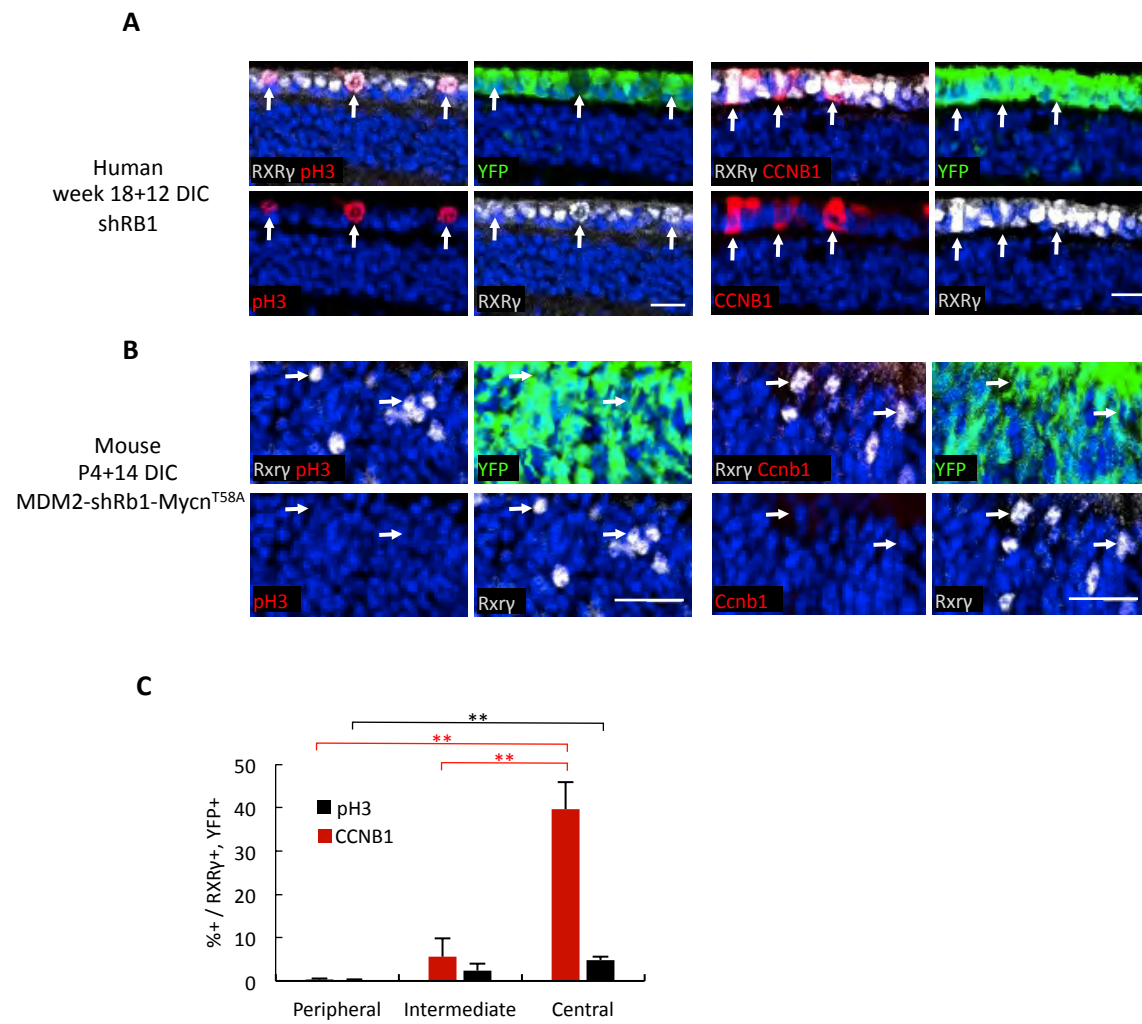 A
Human
week 18+12 DIC
shRB1
RXRγ pH3
YFP
RXRγ CCNB1
YFP
pH3
RXRγ
CCNB1
RXRγ
B
Mouse
P4+14 DIC
MDM2-shRb1-Mycn^T58A
Rxrγ pH3
YFP
Rxrγ Ccnb1
YFP
pH3
Rxrγ
Ccnb1
Rxrγ
C
**
**
**
%+ / RXRγ+, YFP+
50
40
30
20
10
0
pH3
CCNB1
Peripheral Intermediate Central